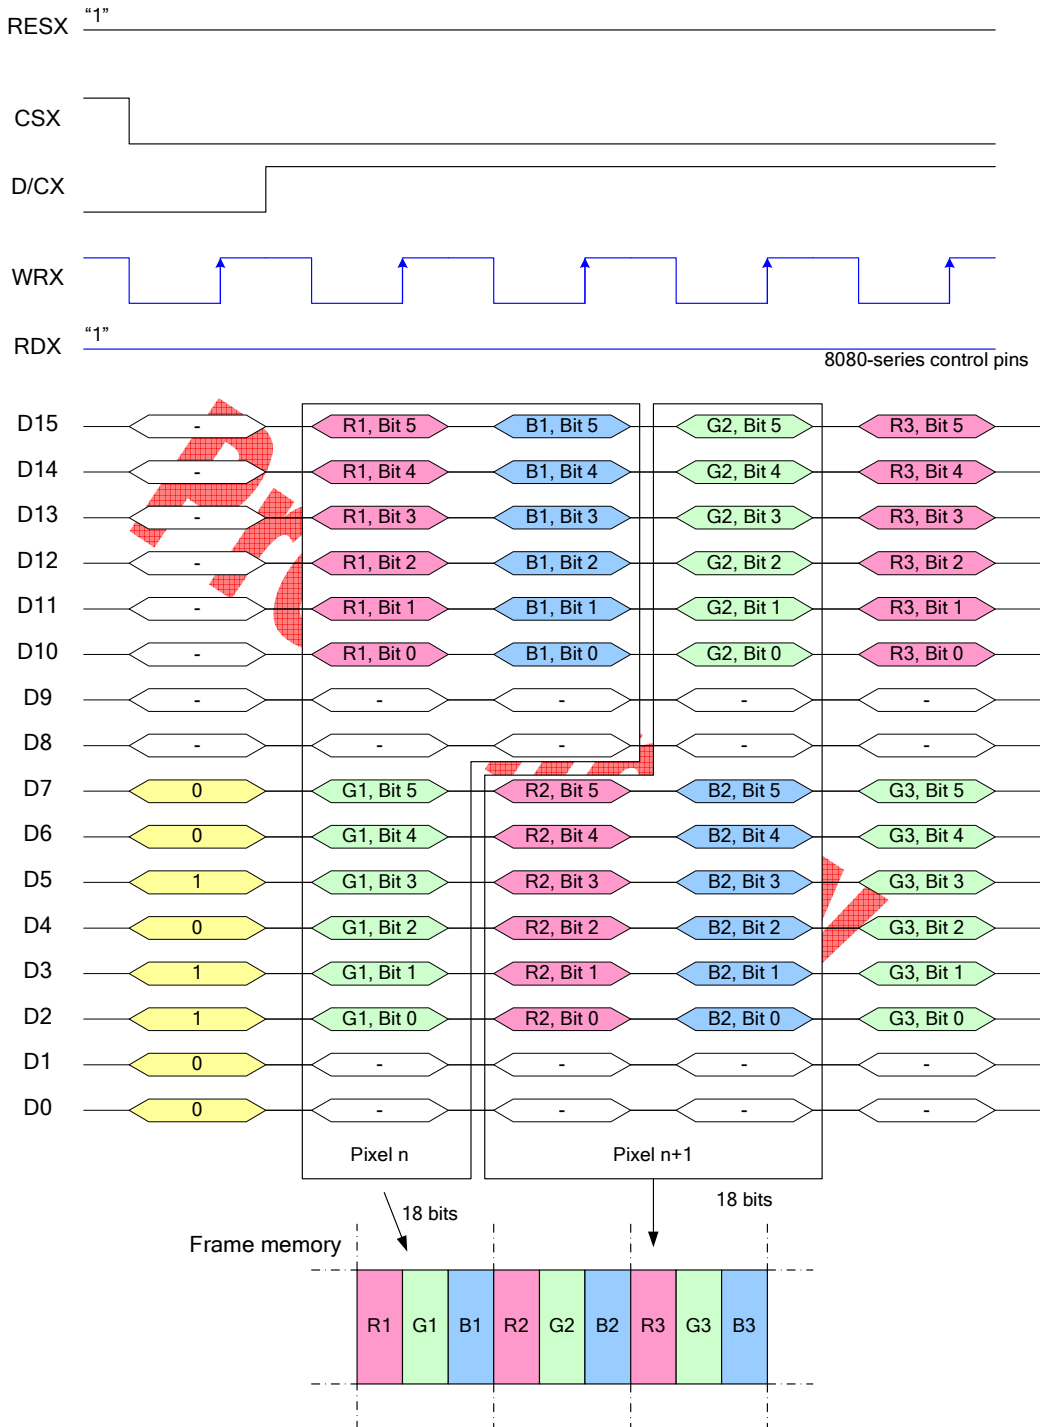 RESX "1"
CSX
D/CX
WRX
RDX "1"
8080-series control pins
D15 - R1, Bit 5 B1, Bit 5 G2, Bit 5 R3, Bit 5
D14 - R1, Bit 4 B1, Bit 4 G2, Bit 4 R3, Bit 4
D13 - R1, Bit 3 B1, Bit 3 G2, Bit 3 R3, Bit 3
D12 - R1, Bit 2 B1, Bit 2 G2, Bit 2 R3, Bit 2
D11 - R1, Bit 1 B1, Bit 1 G2, Bit 1 R3, Bit 1
D10 - R1, Bit 0 B1, Bit 0 G2, Bit 0 R3, Bit 0
D9 - - - - -
D8 - - - - -
D7 0 G1, Bit 5 R2, Bit 5 B2, Bit 5 G3, Bit 5
D6 0 G1, Bit 4 R2, Bit 4 B2, Bit 4 G3, Bit 4
D5 1 G1, Bit 3 R2, Bit 3 B2, Bit 3 G3, Bit 3
D4 0 G1, Bit 2 R2, Bit 2 B2, Bit 2 G3, Bit 2
D3 1 G1, Bit 1 R2, Bit 1 B2, Bit 1 G3, Bit 1
D2 1 G1, Bit 0 R2, Bit 0 B2, Bit 0 G3, Bit 0
D1 0 - - - -
D0 0 - - - -
Pixel n Pixel n+1
18 bits 18 bits
Frame memory
R1 G1 B1 R2 G2 B2 R3 G3 B3